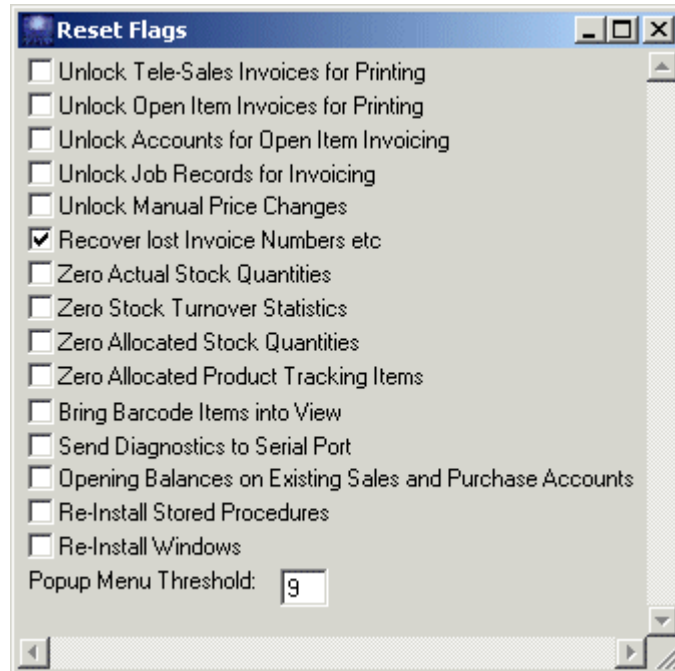 Reset Flags
Unlock Tele-Sales Invoices for Printing
Unlock Open Item Invoices for Printing
Unlock Accounts for Open Item Invoicing
Unlock Job Records for Invoicing
Unlock Manual Price Changes
Recover lost Invoice Numbers etc
Zero Actual Stock Quantities
Zero Stock Turnover Statistics
Zero Allocated Stock Quantities
Zero Allocated Product Tracking Items
Bring Barcode Items into View
Send Diagnostics to Serial Port
Opening Balances on Existing Sales and Purchase Accounts
Re-Install Stored Procedures
Re-Install Windows
Popup Menu Threshold: 9